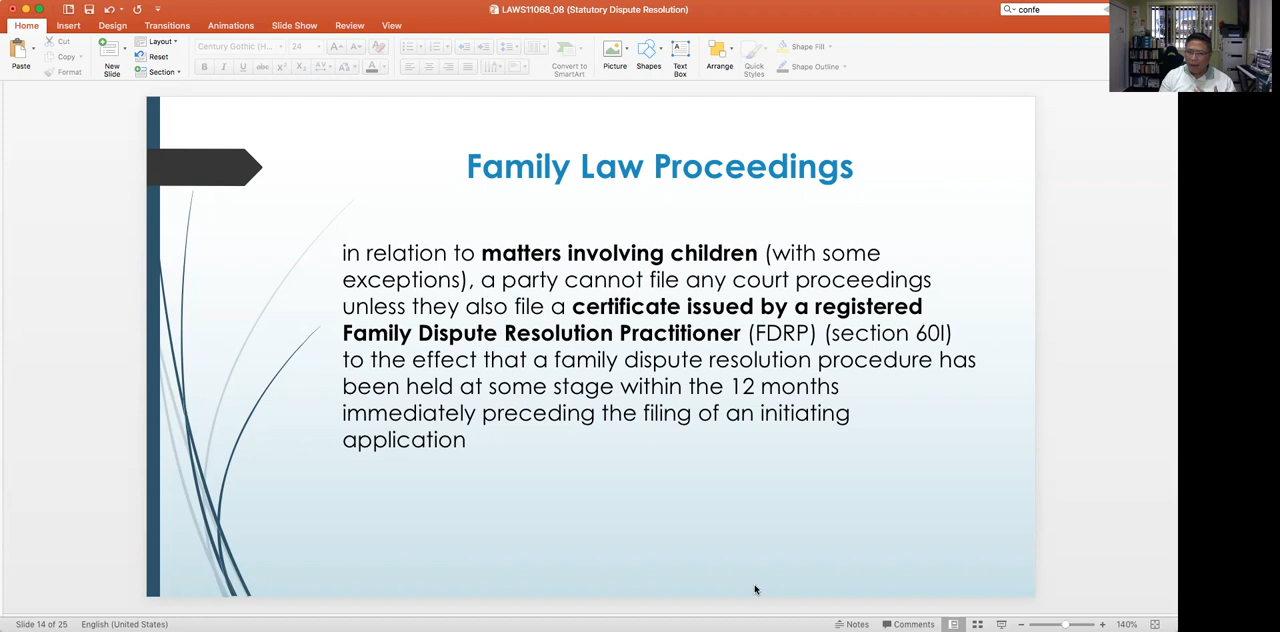 LAWS11068_08 (Statutory Dispute Resolution)
confe
Home Insert Design Transitions Animations Slide Show Review View
Paste
Cut
Copy
Format
New Slide
Layout
Reset
Section
Century Gothic (H... 24
Convert to SmartArt
Picture Shapes Text Box
Arrange Quick Styles
Shape Fill
Shape Outline
Family Law Proceedings
in relation to matters involving children (with some
exceptions), a party cannot file any court proceedings
unless they also file a certificate issued by a registered
Family Dispute Resolution Practitioner (FDRP) (section 60I)
to the effect that a family dispute resolution procedure has
been held at some stage within the 12 months
immediately preceding the filing of an initiating
application
Slide 14 of 25 English (United States) Notes Comments 140%